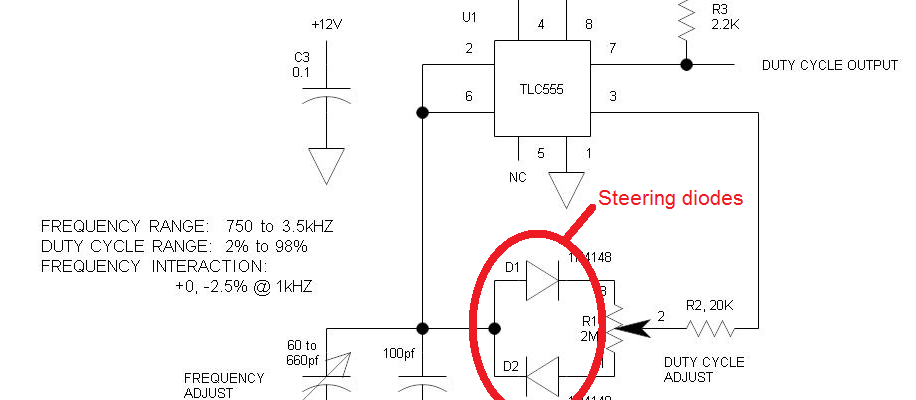 +12V
C3
0.1
U1
4
8
2
7
6
3
TLC555
5
1
NC
R3
2.2K
DUTY CYCLE OUTPUT
Steering diodes
FREQUENCY RANGE: 750 to 3.5kHZ
DUTY CYCLE RANGE: 2% to 98%
FREQUENCY INTERACTION:
+0, -2.5% @ 1kHZ
D1
1N4148
3
R1
2M
2
R2, 20K
1
DUTY CYCLE
ADJUST
60 to
660pf
100pf
FREQUENCY
ADJUST
D2
1N4148